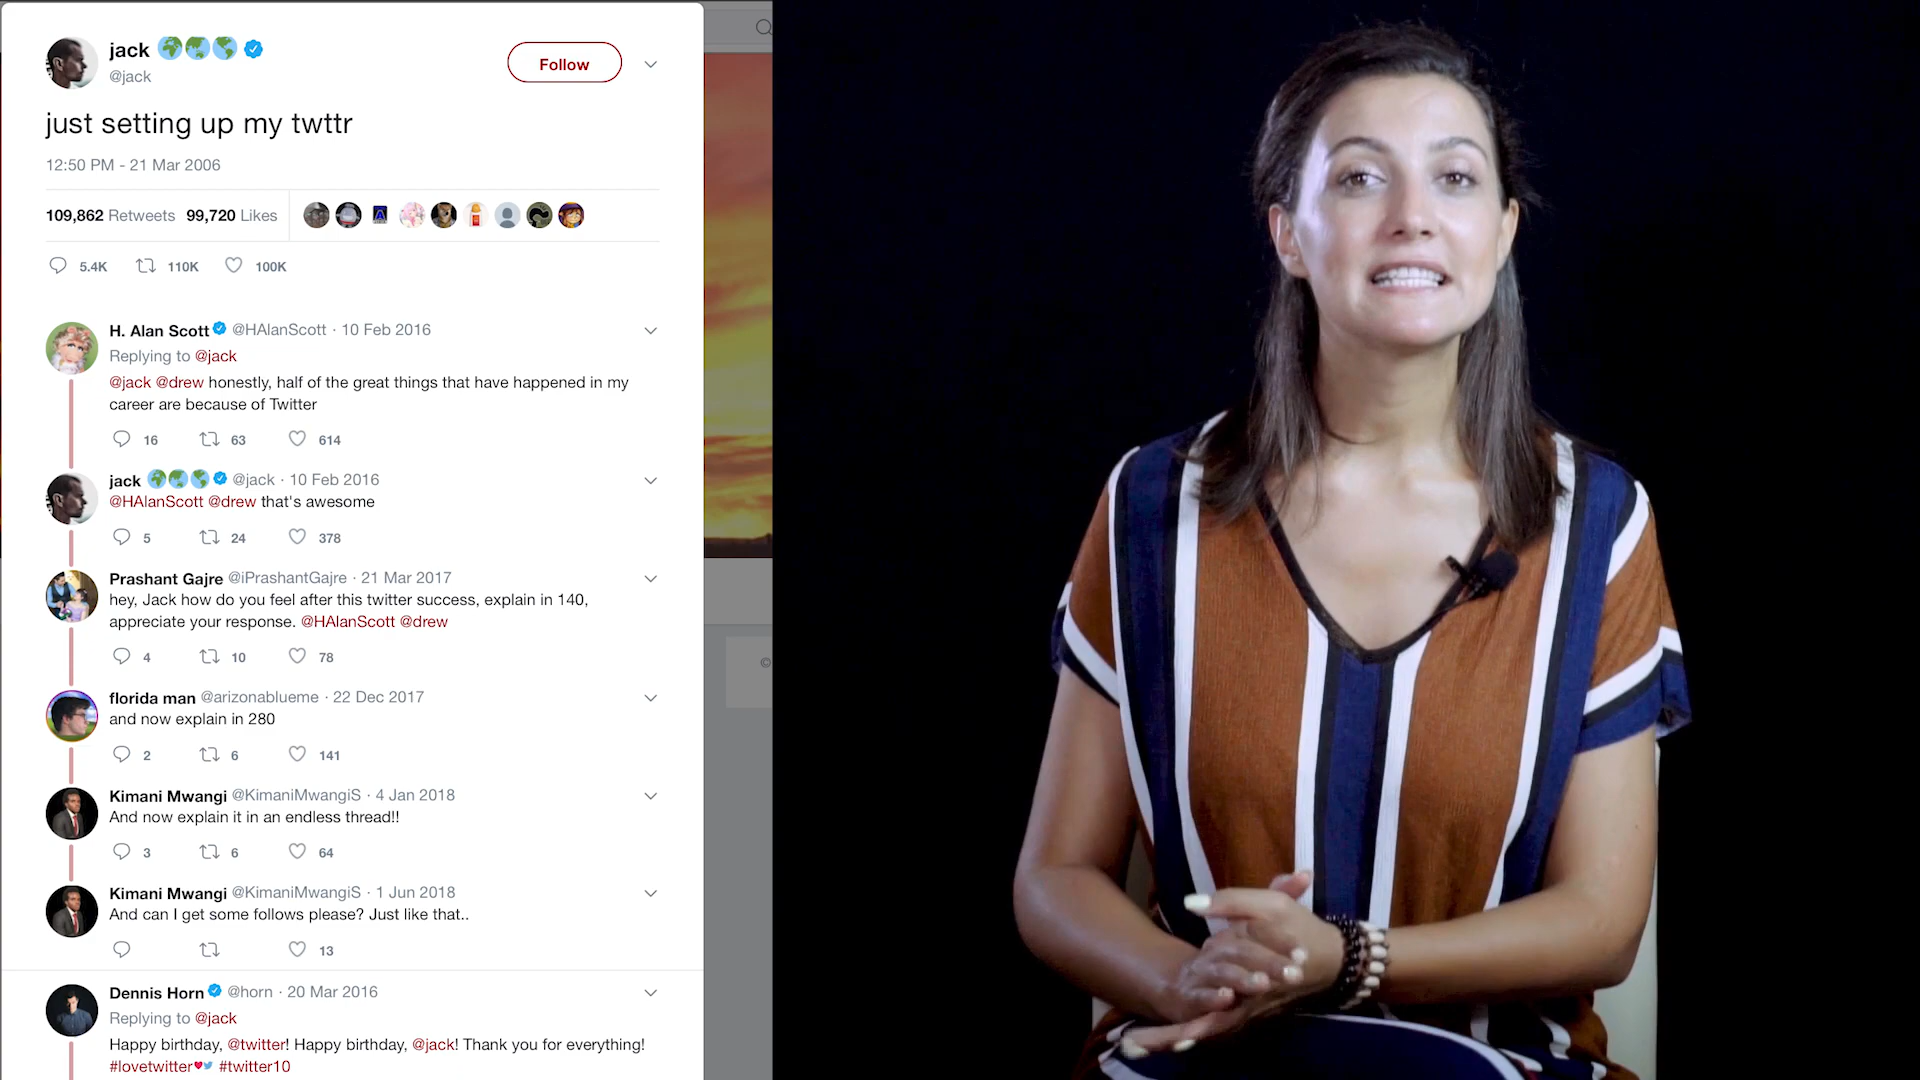 jack
@jack
Follow
just setting up my twttr
12:50 PM - 21 Mar 2006
109,862 Retweets 99,720 Likes
5.4K 110K 100K
H. Alan Scott @HAlanScott · 10 Feb 2016
Replying to @jack
@jack @drew honestly, half of the great things that have happened in my
career are because of Twitter
16 63 614
jack @jack · 10 Feb 2016
@HAlanScott @drew that's awesome
5 24 378
Prashant Gajre @iPrashantGajre · 21 Mar 2017
hey, Jack how do you feel after this twitter success, explain in 140,
appreciate your response. @HAlanScott @drew
4 10 78
florida man @arizonablueme · 22 Dec 2017
and now explain in 280
2 6 141
Kimani Mwangi @KimaniMwangiS · 4 Jan 2018
And now explain it in an endless thread!!
3 6 64
Kimani Mwangi @KimaniMwangiS · 1 Jun 2018
And can I get some follows please? Just like that..
13
Dennis Horn @horn · 20 Mar 2016
Replying to @jack
Happy birthday, @twitter! Happy birthday, @jack! Thank you for everything!
#lovetwitter #twitter10
©